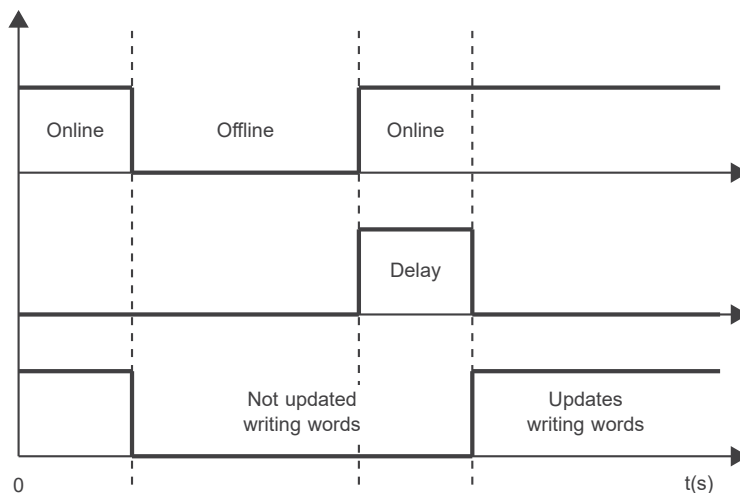 Online
Offline
Online
Delay
Not updated
writing words
Updates
writing words
0
t(s)